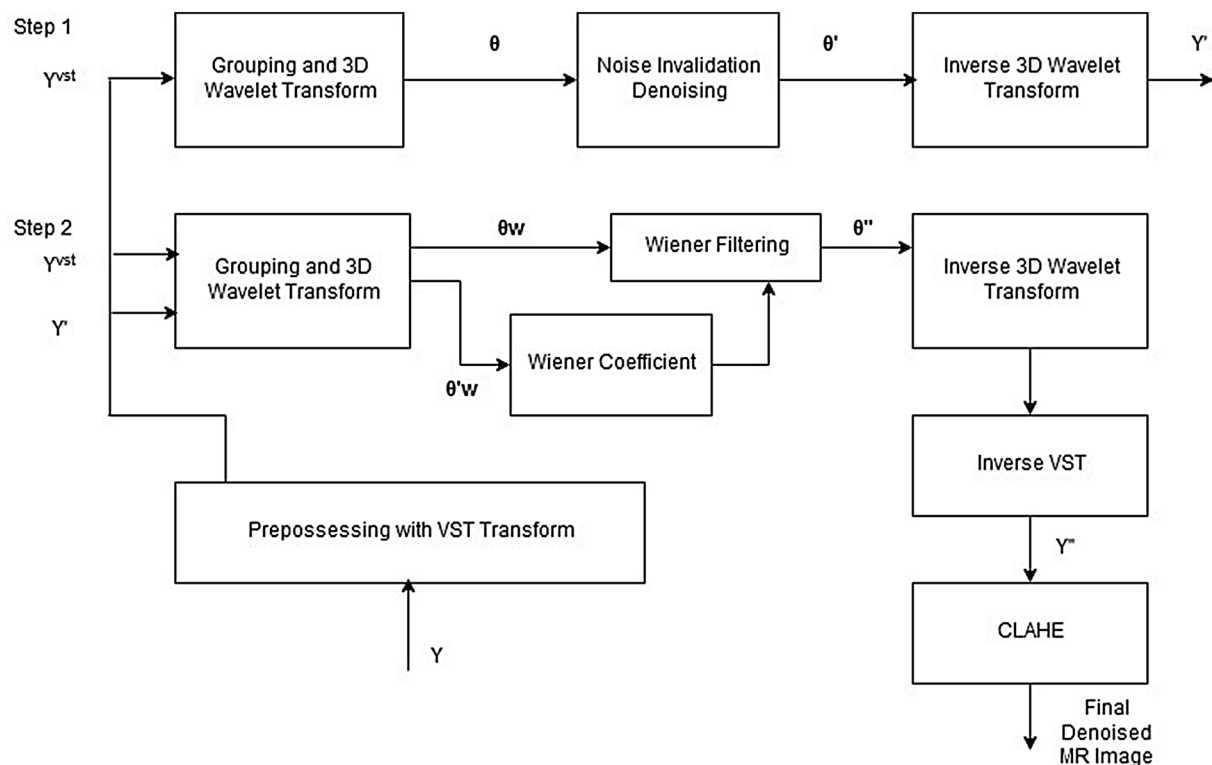 Step 1
Yvst
Grouping and 3D
Wavelet Transform
θ
Noise Invalidation
Denoising
θ'
Inverse 3D Wavelet
Transform
Y'
Step 2
Yvst
Y'
Grouping and 3D
Wavelet Transform
θw
Wiener Filtering
θ"
Inverse 3D Wavelet
Transform
θ'w
Wiener Coefficient
Inverse VST
Prepossessing with VST Transform
Y"
Y
CLAHE
Final
Denoised
MR Image